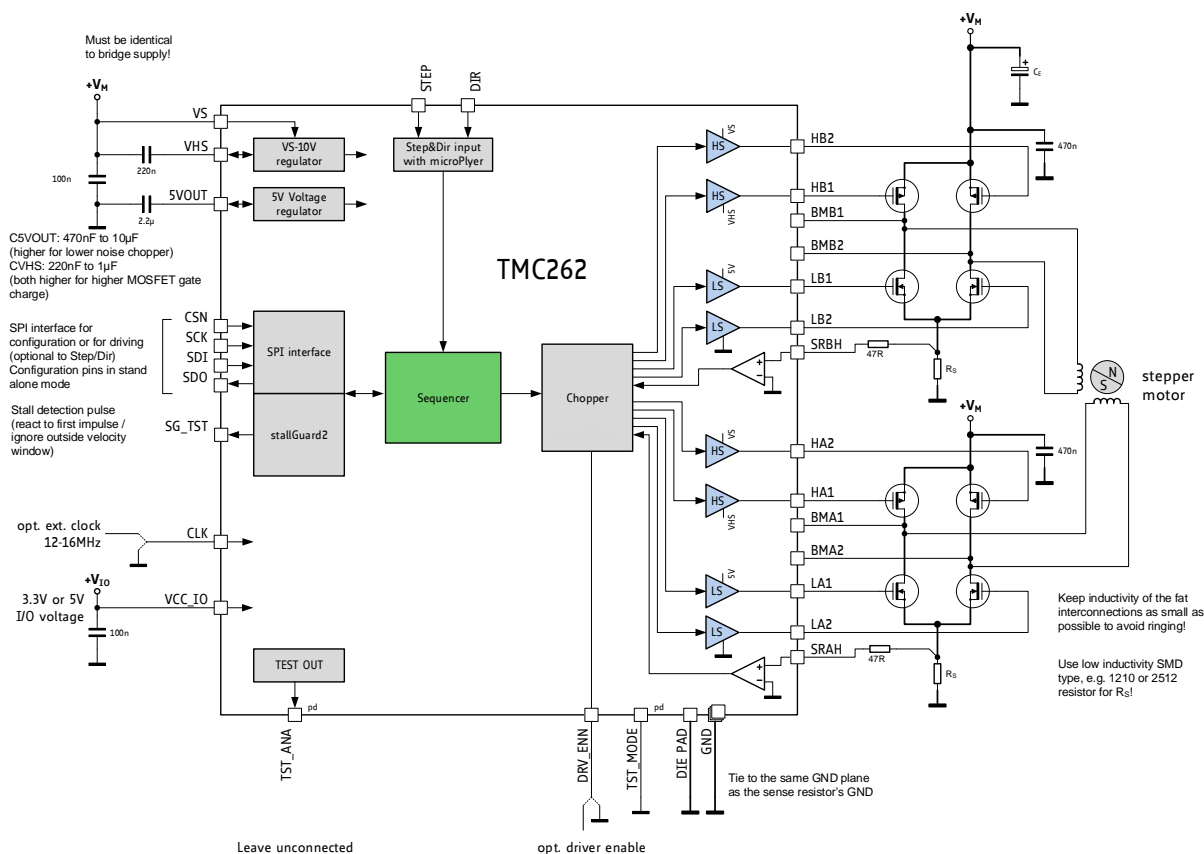 +VM
Must be identical
to bridge supply!
+VM
STEP
DIR
+
CE
VS
VHS
220n
100n
VS-10V
regulator
Step&Dir input
with microPlyer
5VOUT
2.2µ
5V Voltage
regulator
C5VOUT: 470nF to 10µF
(higher for lower noise chopper)
CVHS: 220nF to 1µF
(both higher for higher MOSFET gate
charge)
TMC262
HS
VS
HB2
470n
HS
VHS
HB1
BMB1
BMB2
LS
5V
LB1
LS
LB2
SRBH
47R
RS
+
−
SPI interface for
configuration or for driving
(optional to Step/Dir)
Configuration pins in stand
alone mode
CSN
SCK
SDI
SDO
SPI interface
Stall detection pulse
(react to first impulse /
ignore outside velocity
window)
SG_TST
stallGuard2
Sequencer
Chopper
N
S
stepper
motor
+VM
HS
VS
HA2
470n
HS
VHS
HA1
BMA1
BMA2
LS
5V
LA1
LS
LA2
SRAH
47R
RS
+
−
opt. ext. clock
12-16MHz
CLK
+VIO
3.3V or 5V
I/O voltage
VCC_IO
100n
Keep inductivity of the fat
interconnections as small as
possible to avoid ringing!
Use low inductivity SMD
type, e.g. 1210 or 2512
resistor for RS!
TEST OUT
pd
pd
TST_ANA
DRV_ENN
TST_MODE
DIE PAD
GND
Tie to the same GND plane
as the sense resistor's GND
Leave unconnected
opt. driver enable